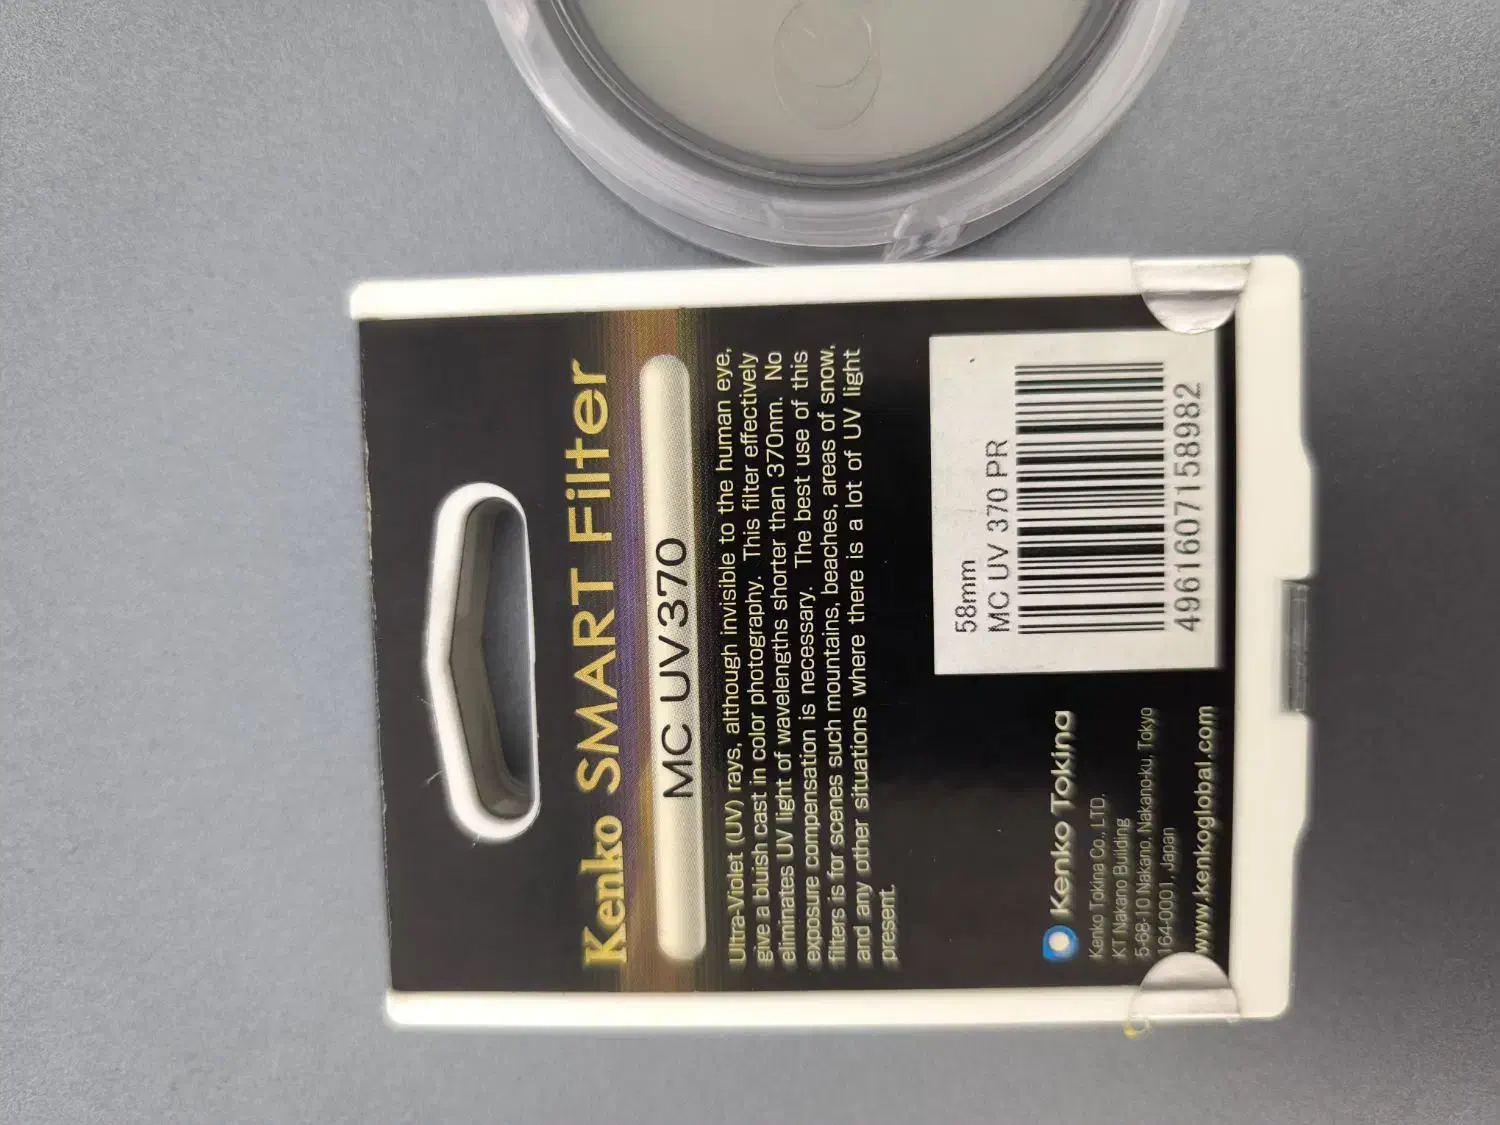 Kenko SMART Filter
MC UV370
Ultra-Violet (UV) rays, although invisible to the human eye,
give a bluish cast in color photography. This filter effectively
eliminates UV light of wavelengths shorter than 370nm. No
exposure compensation is necessary. The best use of this
filters is for scenes such mountains, beaches, areas of snow,
and any other situations where there is a lot of UV light
present.
58mm
MC UV 370 PR
4961607158982
Kenko Tokina
Kenko Tokina Co., LTD.
KT Nakano Building
5-68-10 Nakano, Nakano-ku, Tokyo
164-0001, Japan
www.kenkoglobal.com